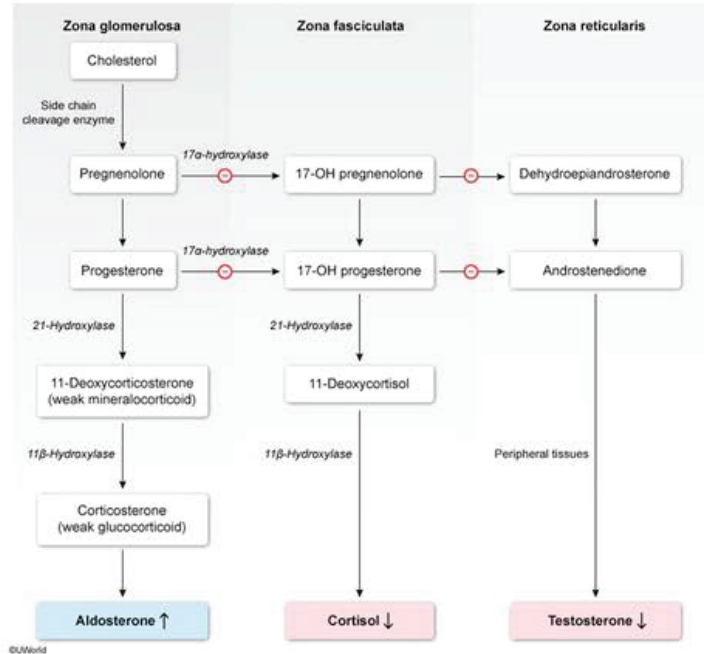 Zona glomerulosa
Zona fasciculata
Zona reticularis
Cholesterol
Side chain
cleavage enzyme
17α-hydroxylase
Pregnenolone
17-OH pregnenolone
Dehydroepiandrosterone
17α-hydroxylase
Progesterone
17-OH progesterone
Androstenedione
21-Hydroxylase
21-Hydroxylase
11-Deoxycorticosterone
(weak mineralocorticoid)
11-Deoxycortisol
11β-Hydroxylase
11β-Hydroxylase
Peripheral tissues
Corticosterone
(weak glucocorticoid)
Aldosterone ↑
Cortisol ↓
Testosterone ↓
©UWorld